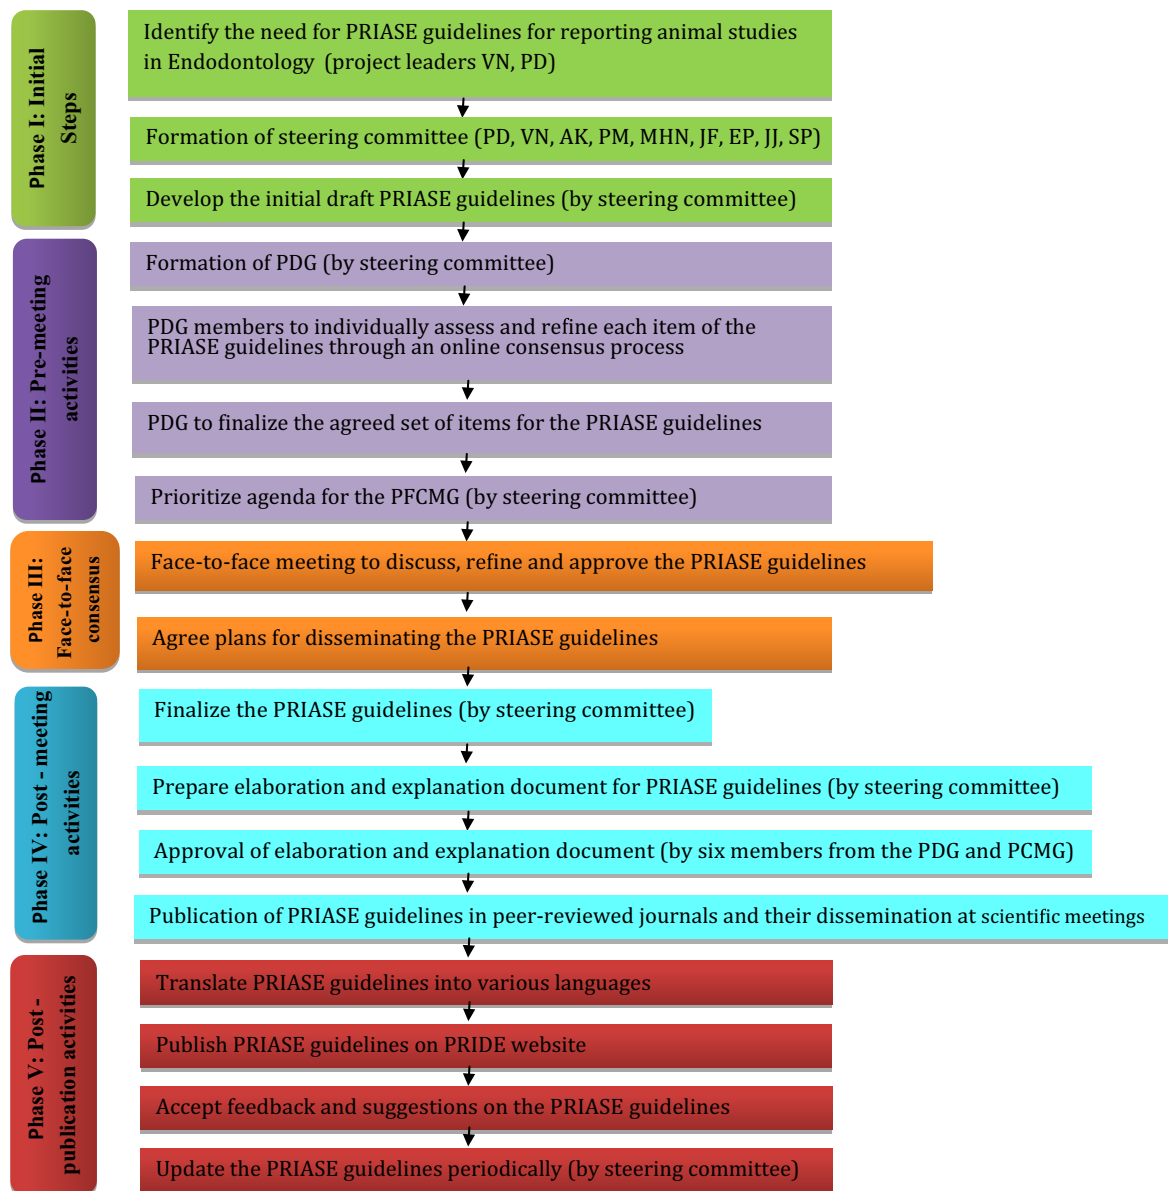 Phase I: Initial
Steps
Identify the need for PRIASE guidelines for reporting animal studies
in Endodontology (project leaders VN, PD)
Formation of steering committee (PD, VN, AK, PM, MHN, JF, EP, JJ, SP)
Develop the initial draft PRIASE guidelines (by steering committee)
Phase II: Pre-meeting
activities
Formation of PDG (by steering committee)
PDG members to individually assess and refine each item of the
PRIASE guidelines through an online consensus process
PDG to finalize the agreed set of items for the PRIASE guidelines
Prioritize agenda for the PFCMG (by steering committee)
Phase III:
Face-to-face
consensus
Face-to-face meeting to discuss, refine and approve the PRIASE guidelines
Agree plans for disseminating the PRIASE guidelines
Phase IV: Post - meeting
activities
Finalize the PRIASE guidelines (by steering committee)
Prepare elaboration and explanation document for PRIASE guidelines (by steering committee)
Approval of elaboration and explanation document (by six members from the PDG and PCMG)
Publication of PRIASE guidelines in peer-reviewed journals and their dissemination at scientific meetings
Phase V: Post -
publication activities
Translate PRIASE guidelines into various languages
Publish PRIASE guidelines on PRIDE website
Accept feedback and suggestions on the PRIASE guidelines
Update the PRIASE guidelines periodically (by steering committee)